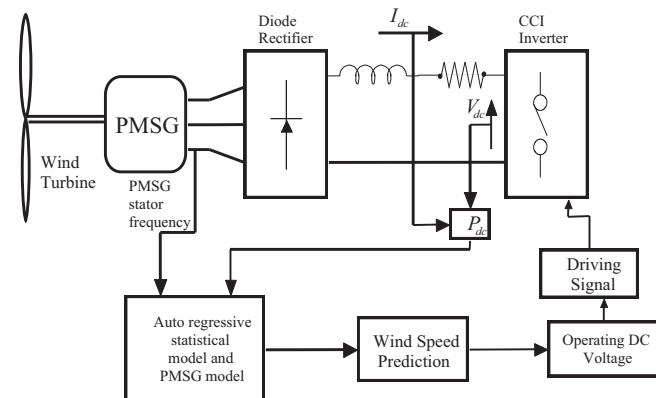 Diode
Rectifier
I_dc
CCI
Inverter
PMSG
V_dc
Wind
Turbine
PMSG
stator
frequency
P_dc
Driving
Signal
Auto regressive
statistical
model and
PMSG model
Wind Speed
Prediction
Operating DC
Voltage